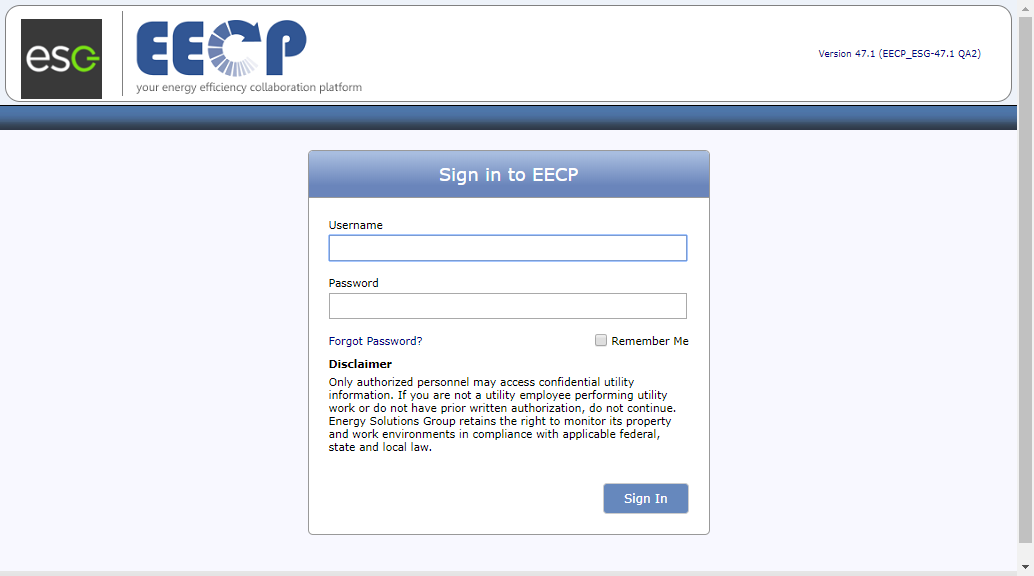 esg
EECP
your energy efficiency collaboration platform
Version 47.1 (EECP_ESG-47.1 QA2)
Sign in to EECP
Username
Password
Forgot Password?
Remember Me
Disclaimer
Only authorized personnel may access confidential utility
information. If you are not a utility employee performing utility
work or do not have prior written authorization, do not continue.
Energy Solutions Group retains the right to monitor its property
and work environments in compliance with applicable federal,
state and local law.
Sign In